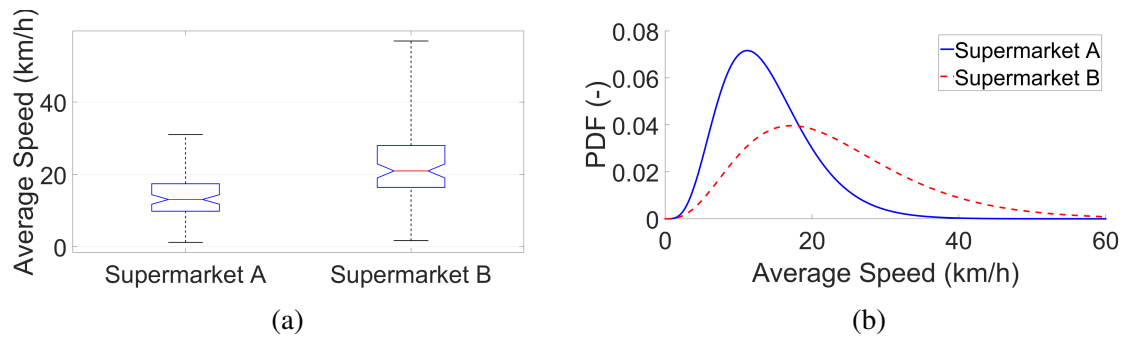 Average Speed (km/h)
40
20
0
Supermarket A
Supermarket B
(a)
PDF (-)
0.08
0.06
0.04
0.02
0
0
20
40
60
Average Speed (km/h)
Supermarket A
Supermarket B
(b)